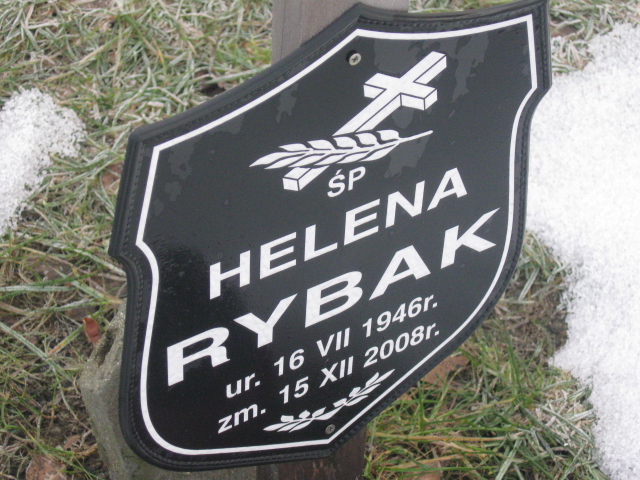 ŚP
HELENA
RYBAK
ur. 16 VII 1946r.
zm. 15 XII 2008r.